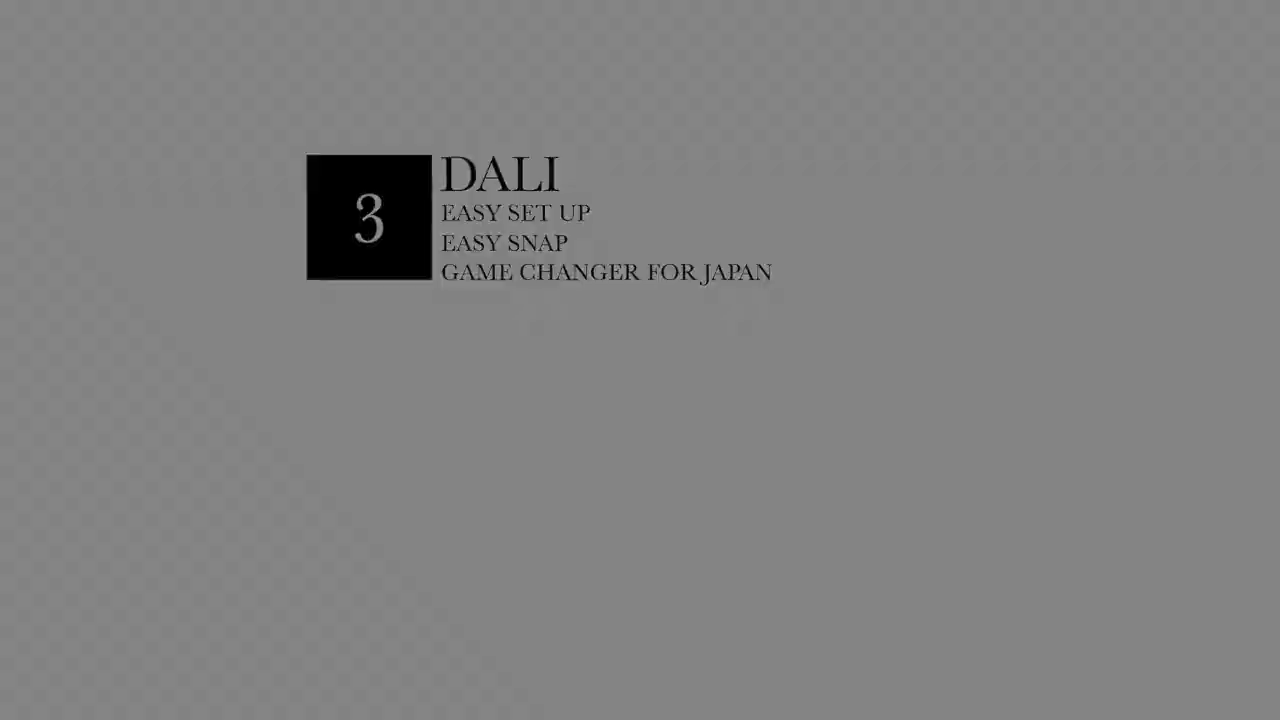 3
DALI
EASY SET UP
EASY SNAP
GAME CHANGER FOR JAPAN